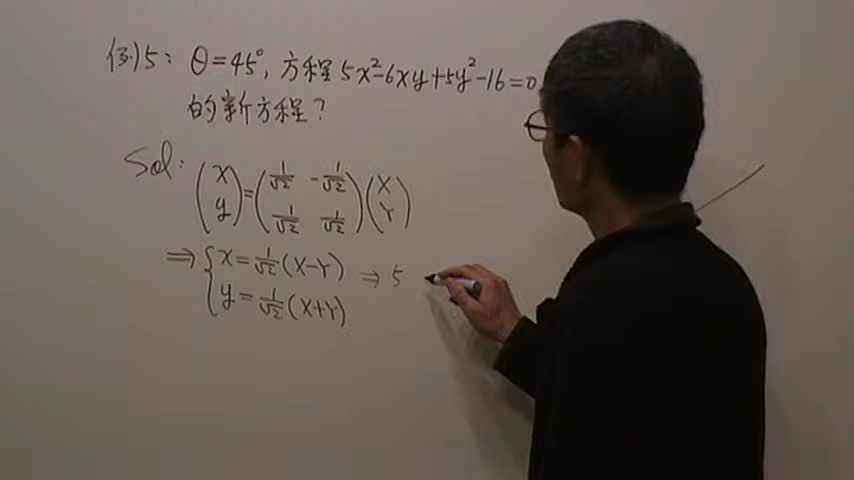 例5: θ=45°, 方程 5x²-6xy+5y²-16=0
的新方程?
Sol: (x y) = (1/√2 -1/√2 1/√2 1/√2)(X Y)
⇒ { x = 1/√2 (X-Y) ⇒ 5
y = 1/√2 (X+Y)